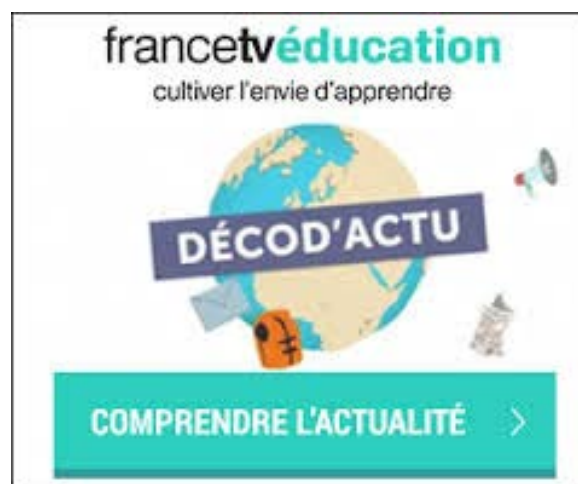 francetvéducation
cultiver l'envie d'apprendre
DÉCOD'ACTU
COMPRENDRE L'ACTUALITÉ >